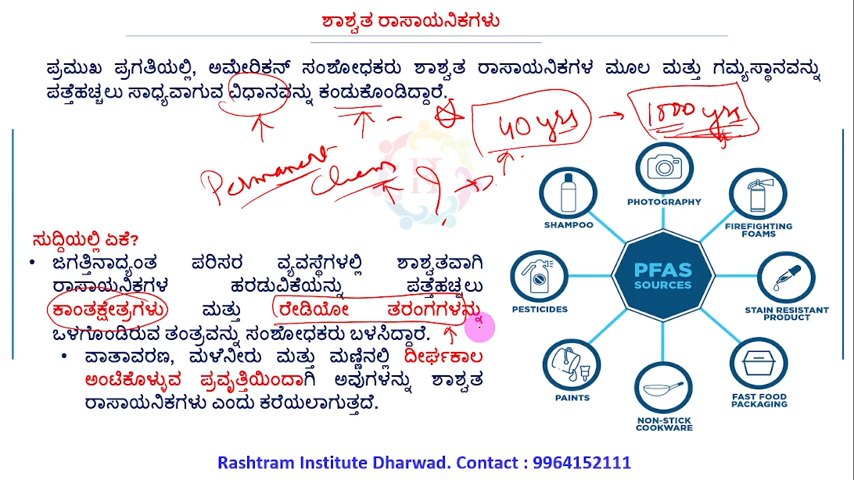 ಶಾಶ್ವತ ರಾಸಾಯನಿಕಗಳು
ಪ್ರಮುಖ ಪ್ರಗತಿಯಲ್ಲಿ, ಅಮೇರಿಕನ್ ಸಂಶೋಧಕರು ಶಾಶ್ವತ ರಾಸಾಯನಿಕಗಳ ಮೂಲ ಮತ್ತು ಗಮ್ಯಸ್ಥಾನವನ್ನು
ಪತ್ತೆಹಚ್ಚಲು ಸಾಧ್ಯವಾಗುವ ವಿಧಾನವನ್ನು ಕಂಡುಕೊಂಡಿದ್ದಾರೆ.
40 yrs
1000 yrs
Permanent
Chems
ಸುದ್ದಿಯಲ್ಲಿ ಏಕೆ?
• ಜಗತ್ತಿನಾದ್ಯಂತ ಪರಿಸರ ವ್ಯವಸ್ಥೆಗಳಲ್ಲಿ ಶಾಶ್ವತವಾಗಿ
ರಾಸಾಯನಿಕಗಳ ಹರಡುವಿಕೆಯನ್ನು ಪತ್ತೆಹಚ್ಚಲು
ಕಾಂತಕ್ಷೇತ್ರಗಳು ಮತ್ತು ರೇಡಿಯೋ ತರಂಗಗಳನ್ನು
ಒಳಗೊಂಡಿರುವ ತಂತ್ರವನ್ನು ಸಂಶೋಧಕರು ಬಳಸಿದ್ದಾರೆ.
• ವಾತಾವರಣ, ಮಳೆನೀರು ಮತ್ತು ಮಣ್ಣಿನಲ್ಲಿ ದೀರ್ಘಕಾಲ
ಅಂಟಿಕೊಳ್ಳುವ ಪ್ರವೃತ್ತಿಯಿಂದಾಗಿ ಅವುಗಳನ್ನು ಶಾಶ್ವತ
ರಾಸಾಯನಿಕಗಳು ಎಂದು ಕರೆಯಲಾಗುತ್ತದೆ.
PHOTOGRAPHY
SHAMPOO
FIREFIGHTING
FOAMS
PFAS
SOURCES
PESTICIDES
STAIN RESISTANT
PRODUCT
PAINTS
FAST FOOD
PACKAGING
NON-STICK
COOKWARE
Rashtram Institute Dharwad. Contact : 9964152111